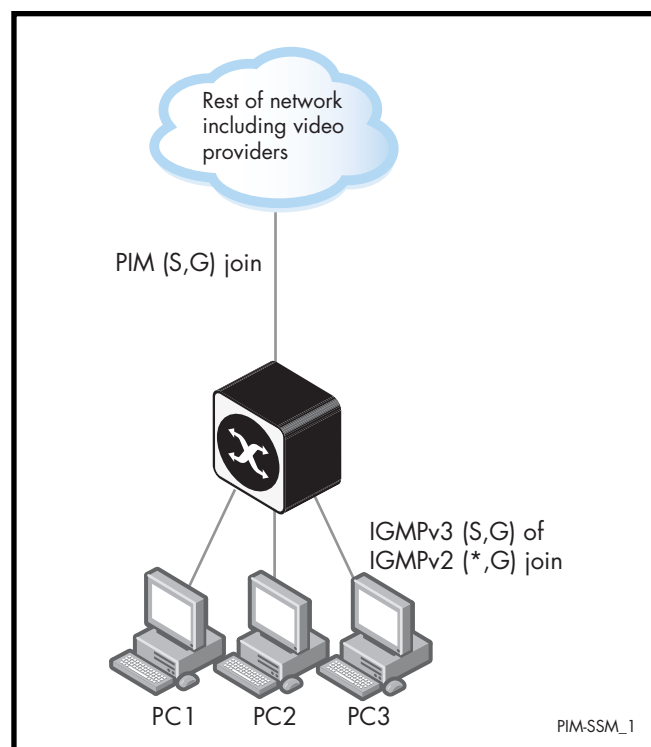 Rest of network
including video
providers
PIM (S,G) join
IGMPv3 (S,G) of
IGMPv2 (*,G) join
PC1
PC2
PC3
PIM-SSM_1